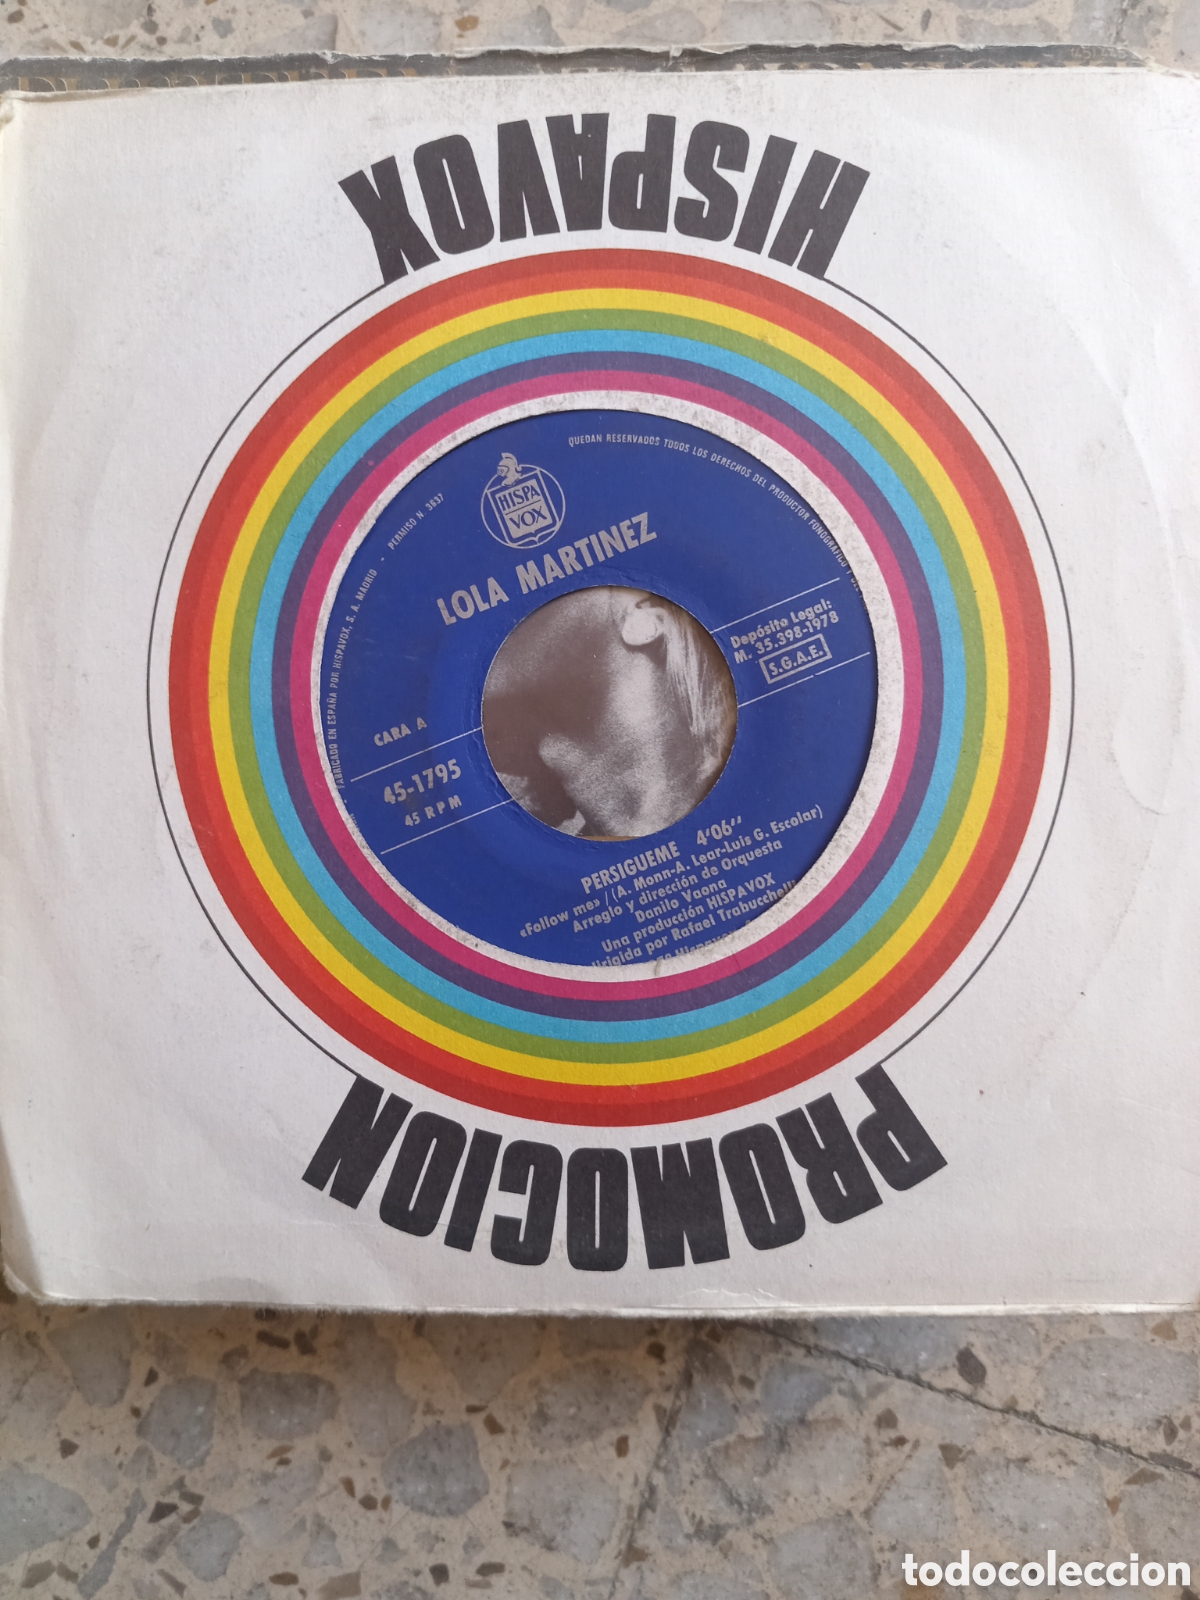 HISPAVOX
QUEDAN RESERVADOS TODOS LOS DERECHOS DEL PRODUCTOR FONOGRAFICO Y
FABRICADO EN ESPAÑA POR HISPAVOX, S. A. MADRID - PERMISO N 3637
HISPA
VOX
LOLA MARTINEZ
Depósito Legal:
M. 35.398-1978
S.G.A.E.
CARA A
45-1795
45 RPM
PERSIGUEME 4'06''
«Follow me» / (A. Monn-A. Lear-Luis G. Escolar)
Arreglo y dirección de Orquesta
Danilo Vaona
Una producción HISPAVOX
dirigida por Rafael Trabucchelli
PROMOCION
todocoleccion.net